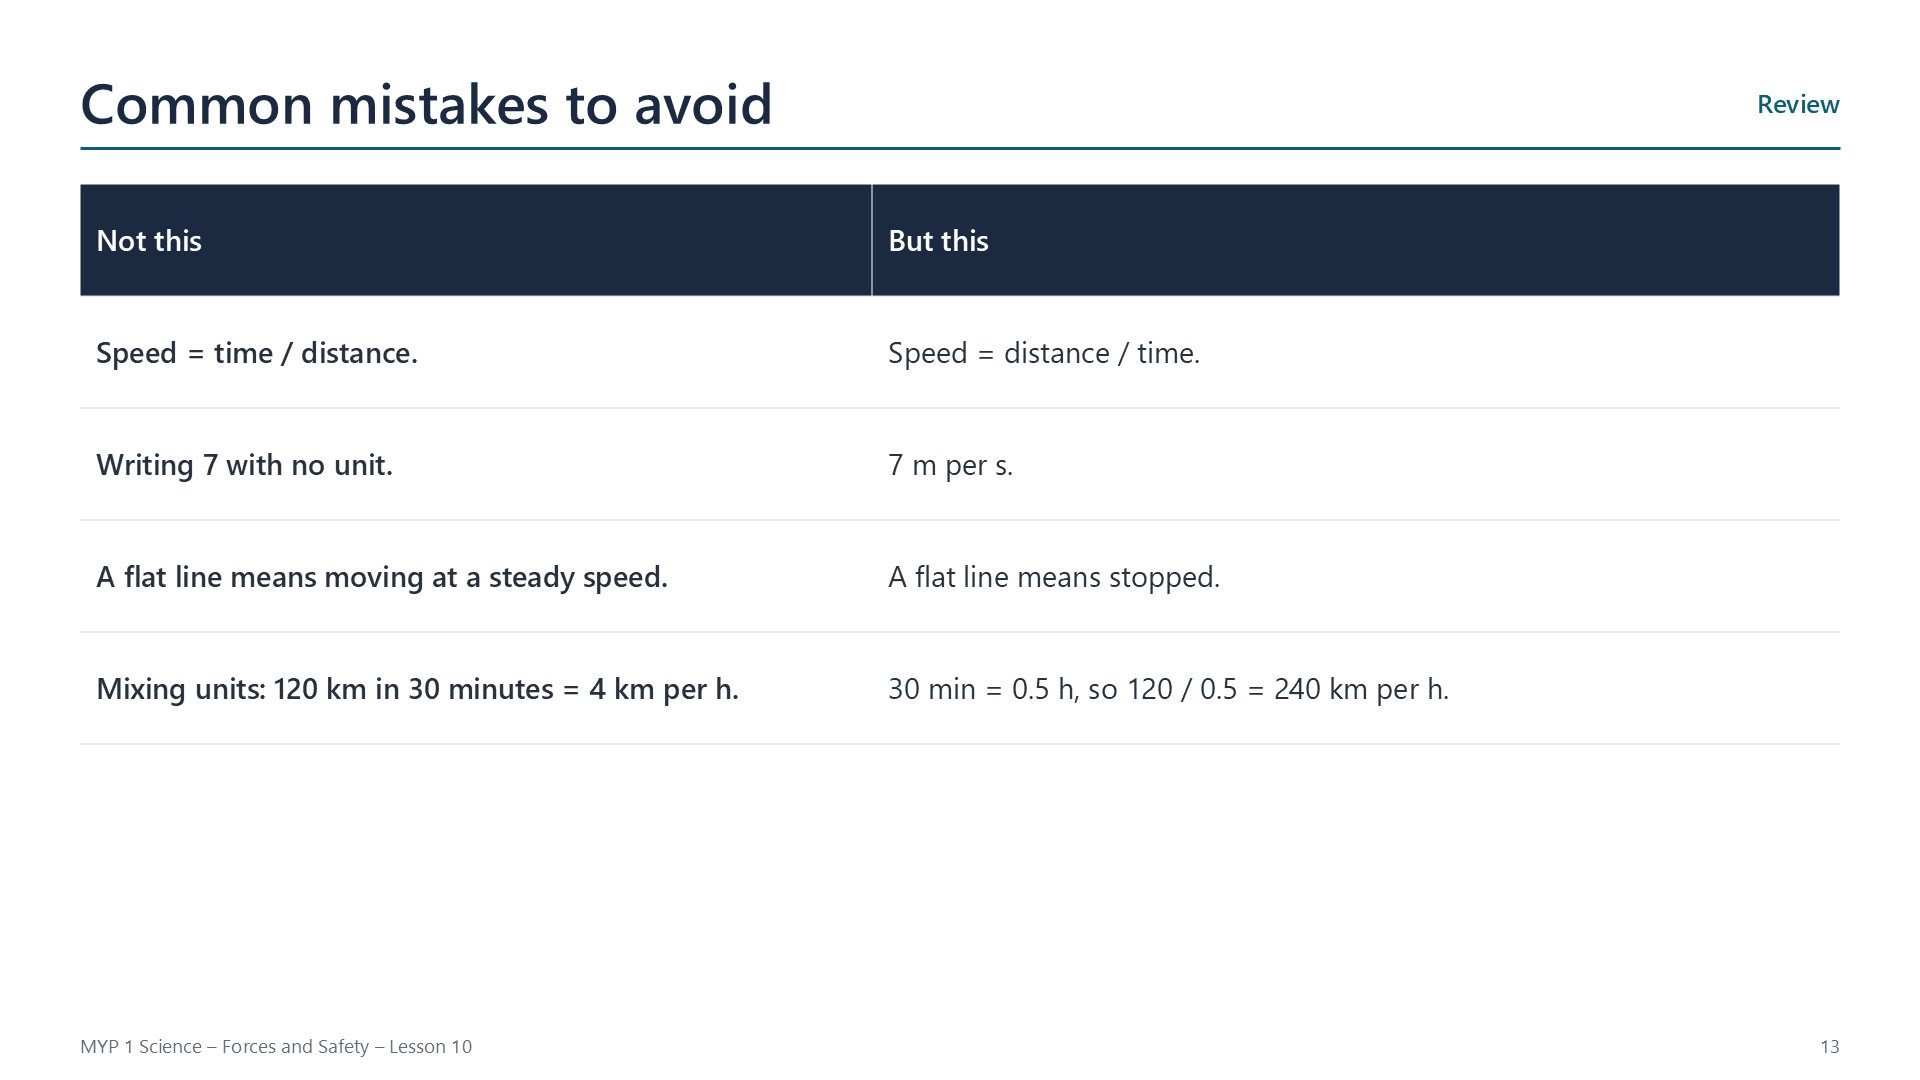 Common mistakes to avoid
Review
Not this
But this
Speed = time / distance.
Speed = distance / time.
Writing 7 with no unit.
7 m per s.
A flat line means moving at a steady speed.
A flat line means stopped.
Mixing units: 120 km in 30 minutes = 4 km per h.
30 min = 0.5 h, so 120 / 0.5 = 240 km per h.
MYP 1 Science – Forces and Safety – Lesson 10
13